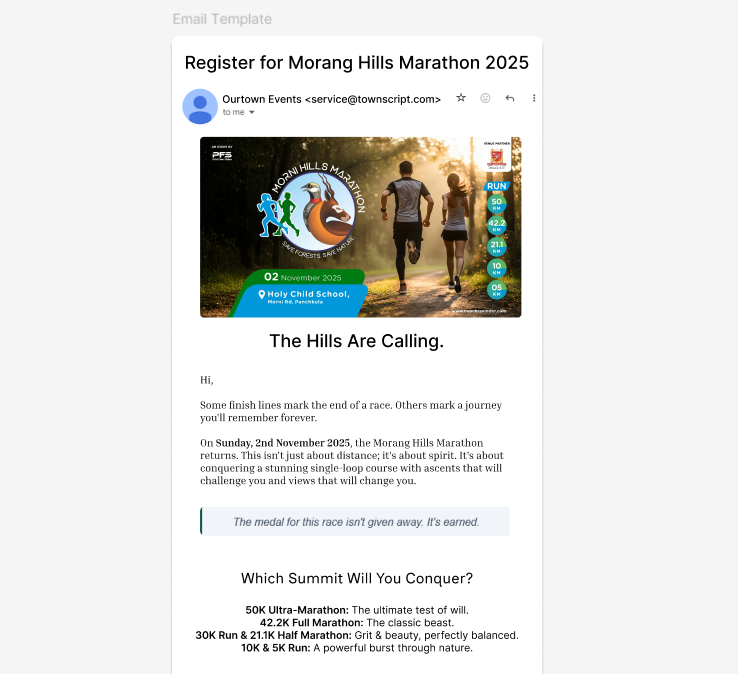 Email Template
Register for Morang Hills Marathon 2025
Ourtown Events <service@townscript.com>
to me
AN EVENT BY
PFS
VENUE PARTNER
MORNI HILLS MARATHON
SAVE FORESTS. SAVE NATURE
RUN
50
KM
42.2
KM
21.1
KM
10
KM
05
KM
02 November 2025
Holy Child School,
Morni Rd, Panchkula
The Hills Are Calling.
Hi,
Some finish lines mark the end of a race. Others mark a journey
you'll remember forever.
On Sunday, 2nd November 2025, the Morang Hills Marathon
returns. This isn't just about distance; it's about spirit. It's about
conquering a stunning single-loop course with ascents that will
challenge you and views that will change you.
The medal for this race isn't given away. It's earned.
Which Summit Will You Conquer?
50K Ultra-Marathon: The ultimate test of will.
42.2K Full Marathon: The classic beast.
30K Run & 21.1K Half Marathon: Grit & beauty, perfectly balanced.
10K & 5K Run: A powerful burst through nature.